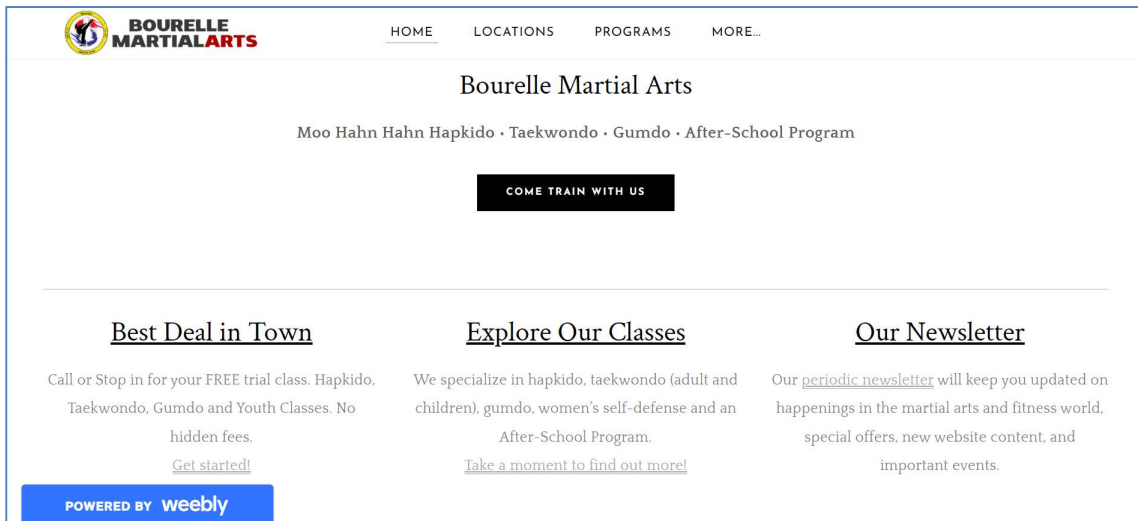 BOURELLE
MARTIALARTS
HOME LOCATIONS PROGRAMS MORE...
Bourelle Martial Arts
Moo Hahn Hahn Hapkido • Taekwondo • Gumdo • After-School Program
COME TRAIN WITH US
Best Deal in Town
Call or Stop in for your FREE trial class. Hapkido,
Taekwondo, Gumdo and Youth Classes. No
hidden fees.
Get started!
Explore Our Classes
We specialize in hapkido, taekwondo (adult and
children), gumdo, women's self-defense and an
After-School Program.
Take a moment to find out more!
Our Newsletter
Our periodic newsletter will keep you updated on
happenings in the martial arts and fitness world,
special offers, new website content, and
important events.
POWERED BY weebly